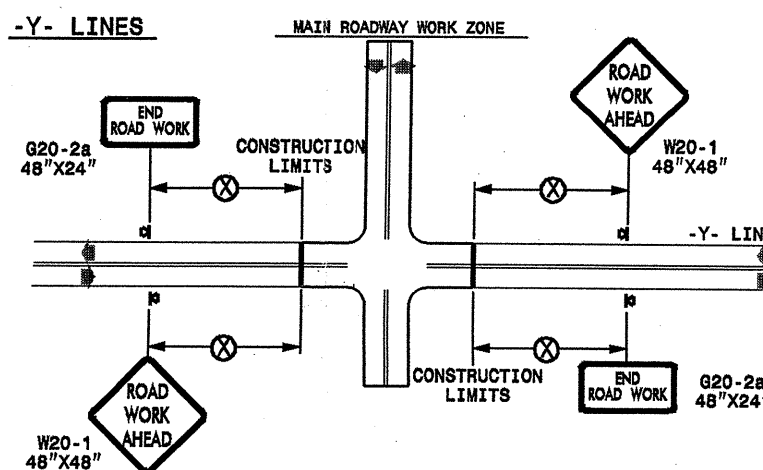 -Y- LINES
MAIN ROADWAY WORK ZONE
END
ROAD WORK
G20-2a
48"X24"
CONSTRUCTION
LIMITS
X
X
ROAD
WORK
AHEAD
W20-1
48"X48"
-Y- LIN
X
X
ROAD
WORK
AHEAD
W20-1
48"X48"
CONSTRUCTION
LIMITS
END
ROAD WORK
G20-2a
48"X24"